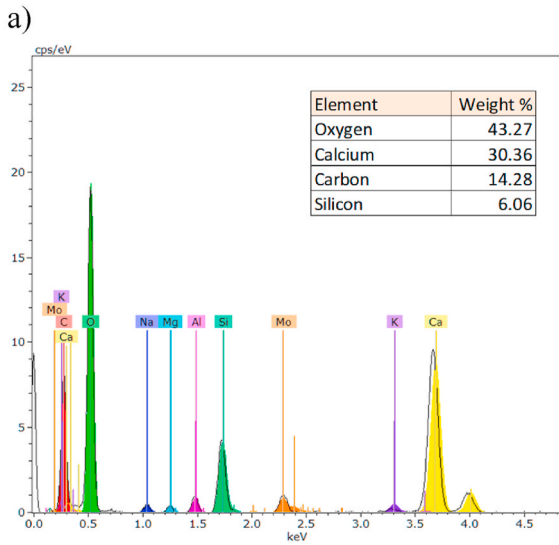 a)
cps/eV
Element Weight %
Oxygen 43.27
Calcium 30.36
Carbon 14.28
Silicon 6.06
25
20
15
10
5
0
K
Mo
C
Ca
O
Na
Mg
Al
Si
Mo
K
Ca
0.0 0.5 1.0 1.5 2.0 2.5 3.0 3.5 4.0 4.5
keV